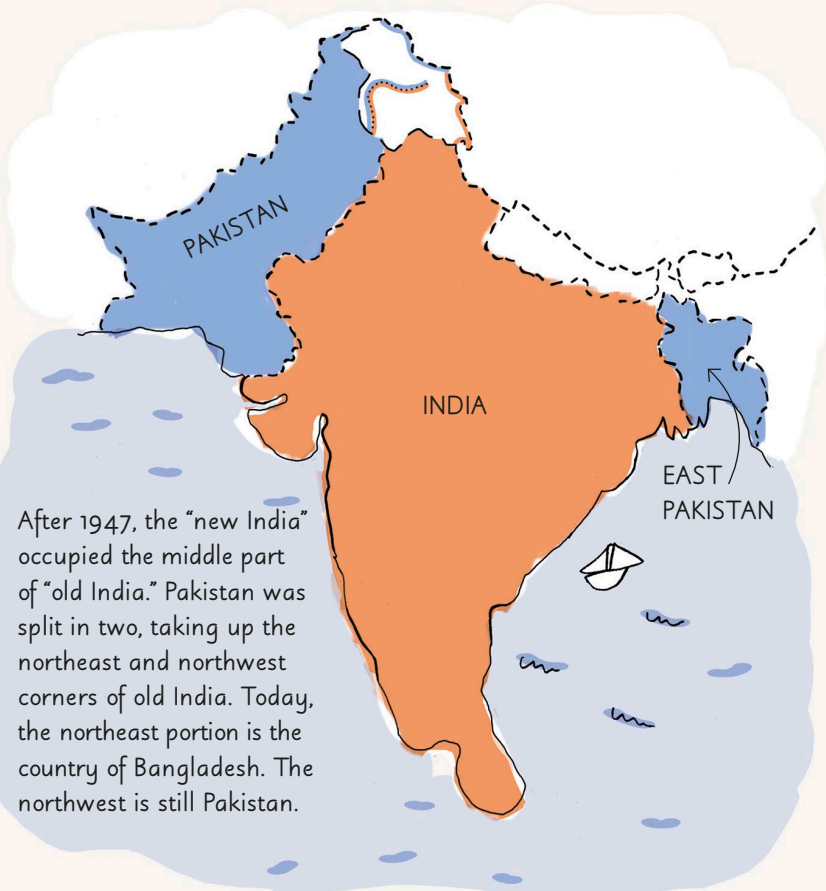 PAKISTAN
INDIA
EAST
PAKISTAN
After 1947, the “new India”
occupied the middle part
of “old India.” Pakistan was
split in two, taking up the
northeast and northwest
corners of old India. Today,
the northeast portion is the
country of Bangladesh. The
northwest is still Pakistan.